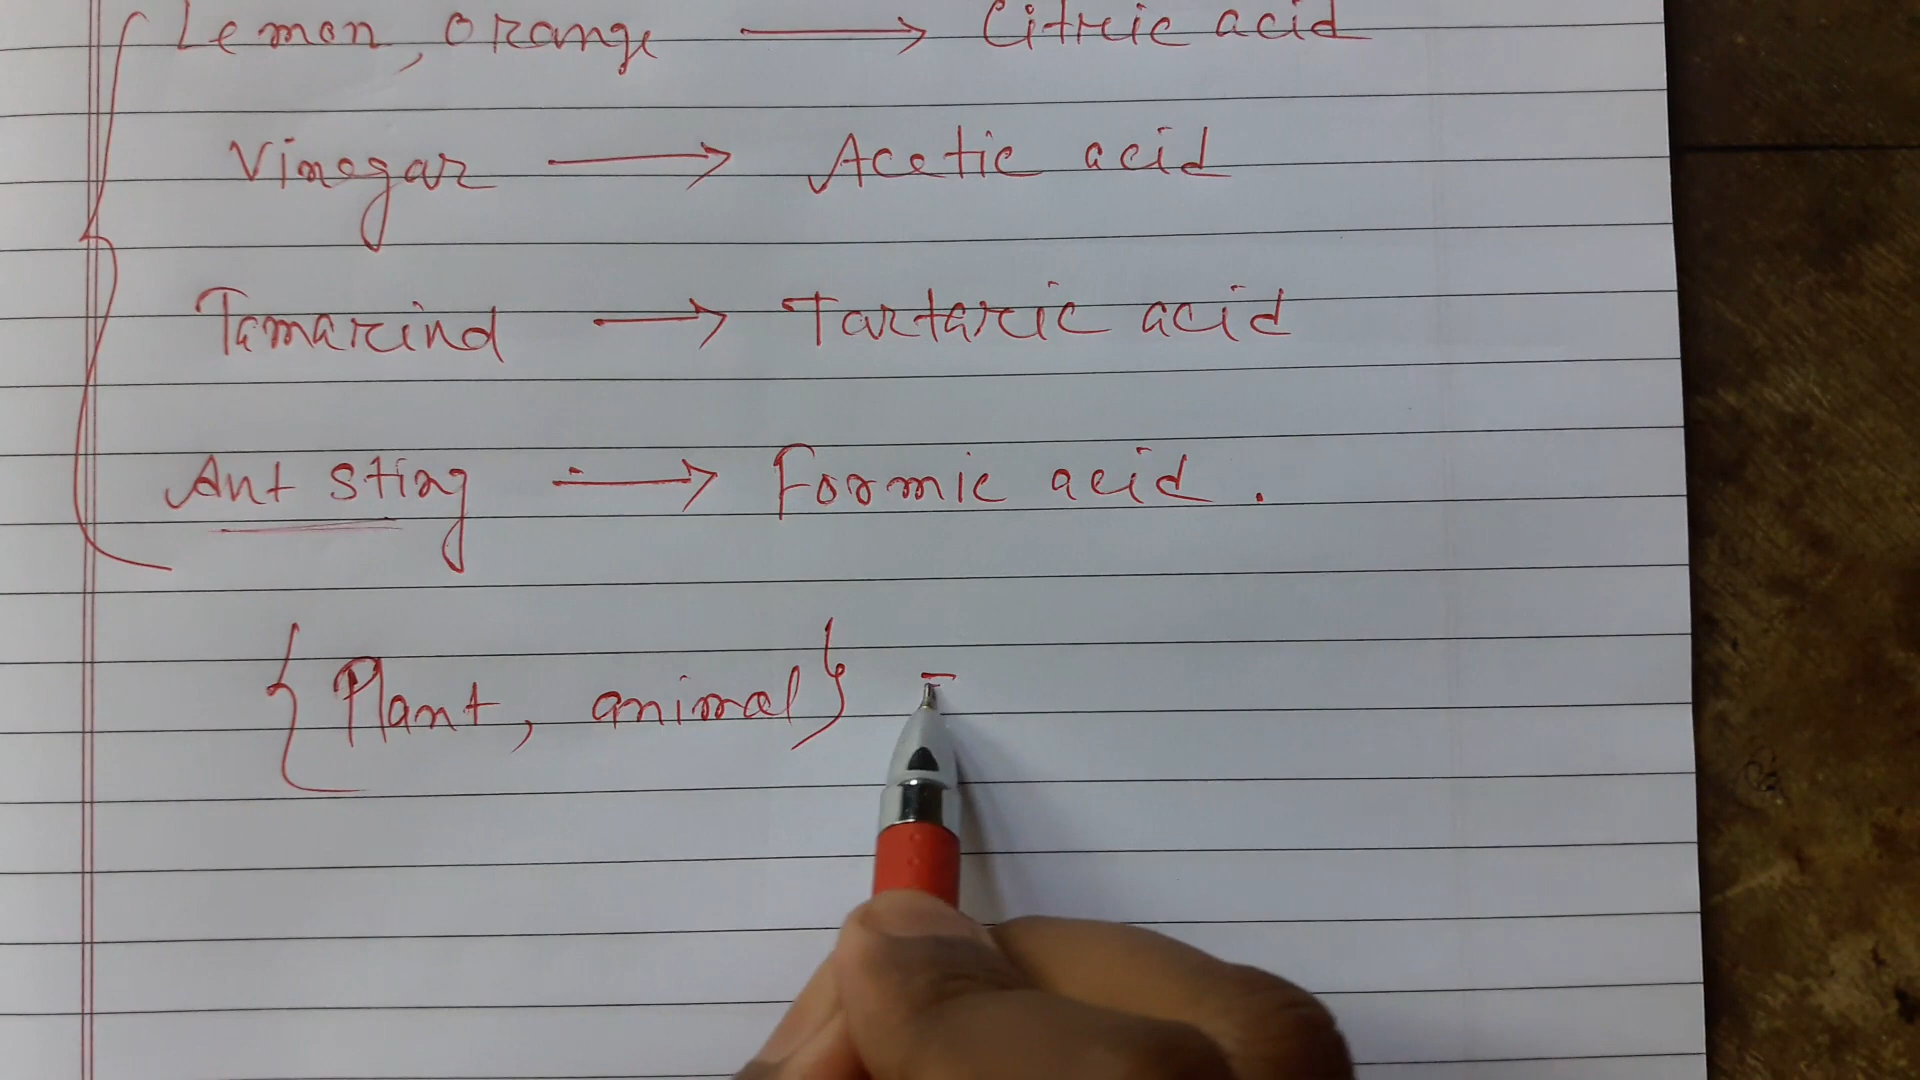 Lemon, orange → Citric acid
Vinegar → Acetic acid
Tamarind → Tartaric acid
Ant sting → Formic acid.
{Plant, animal}